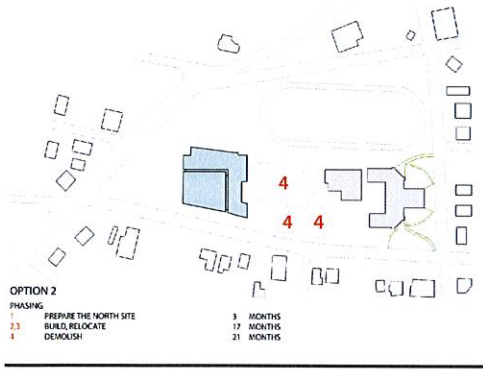 4
4 4
OPTION 2
PHASING
1 PREPARE THE NORTH SITE 3 MONTHS
2,3 BUILD, RELOCATE 17 MONTHS
4 DEMOLISH 21 MONTHS